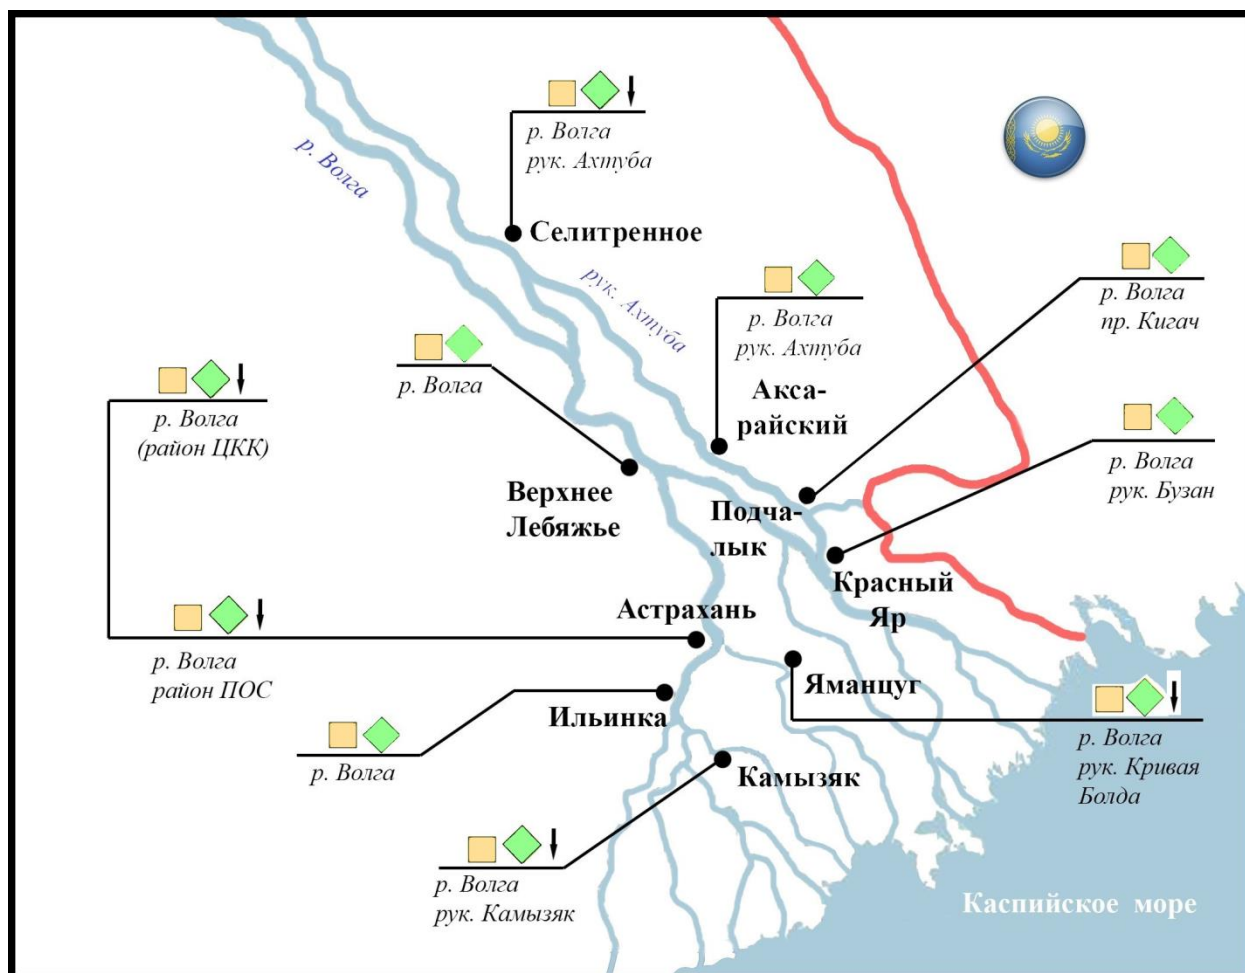 р. Волга
рук. Ахтуба
р. Волга
Селитренное
рук. Ахтуба
р. Волга
пр. Кигач
р. Волга
рук. Ахтуба
р. Волга
Акса-
райский
р. Волга
(район ЦКК)
р. Волга
рук. Бузан
Верхнее
Лебяжье
Подча-
лык
Красный
Яр
Астрахань
р. Волга
район ПОС
Яманцуг
Ильинка
р. Волга
р. Волга
рук. Кривая
Болда
Камызяк
р. Волга
рук. Камызяк
Каспийское море